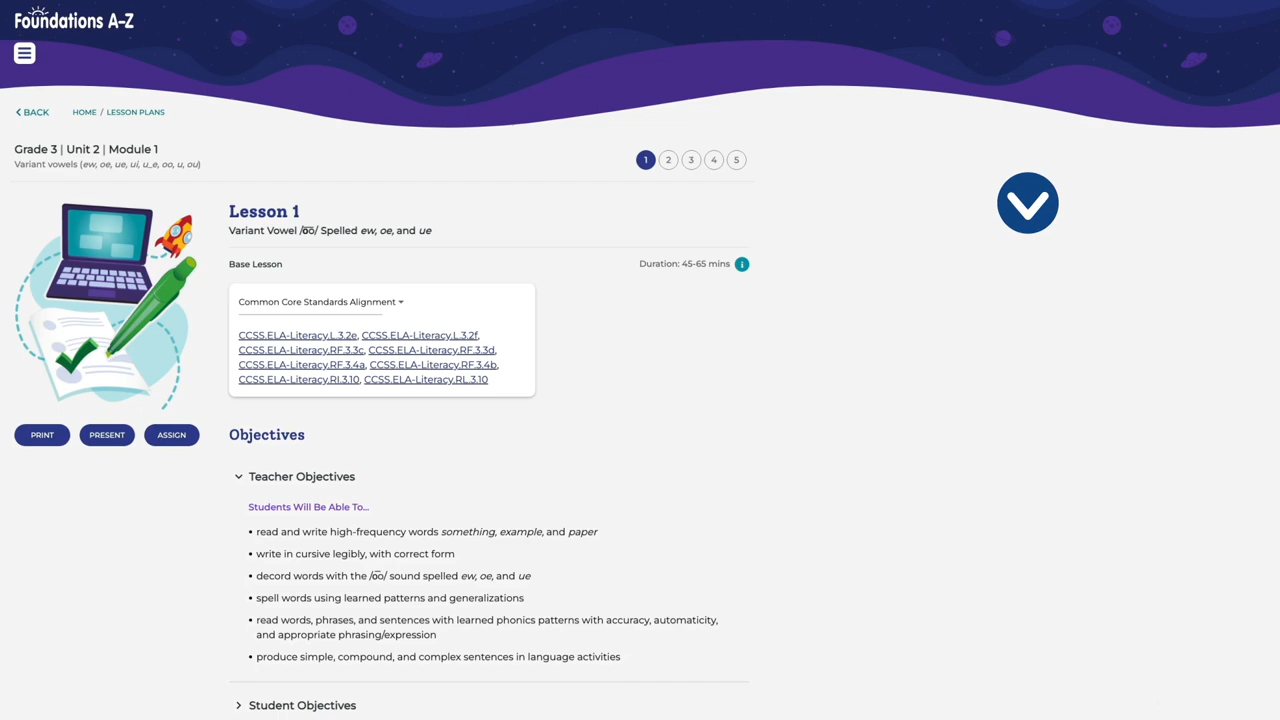 Foundations A-Z
BACK
HOME / LESSON PLANS
Grade 3 | Unit 2 | Module 1
Variant vowels (ew, oe, ue, ui, u_e, oo, u, ou)
1 2 3 4 5
Lesson 1
Variant Vowel /o͞o/ Spelled ew, oe, and ue
Base Lesson
Duration: 45-65 mins i
Common Core Standards Alignment
CCSS.ELA-Literacy.L.3.2e, CCSS.ELA-Literacy.L.3.2f,
CCSS.ELA-Literacy.RF.3.3c, CCSS.ELA-Literacy.RF.3.3d,
CCSS.ELA-Literacy.RF.3.4a, CCSS.ELA-Literacy.RF.3.4b,
CCSS.ELA-Literacy.RI.3.10, CCSS.ELA-Literacy.RL.3.10
PRINT PRESENT ASSIGN
Objectives
Teacher Objectives
Students Will Be Able To...
• read and write high-frequency words something, example, and paper
• write in cursive legibly, with correct form
• decord words with the /o͞o/ sound spelled ew, oe, and ue
• spell words using learned patterns and generalizations
• read words, phrases, and sentences with learned phonics patterns with accuracy, automaticity,
and appropriate phrasing/expression
• produce simple, compound, and complex sentences in language activities
Student Objectives